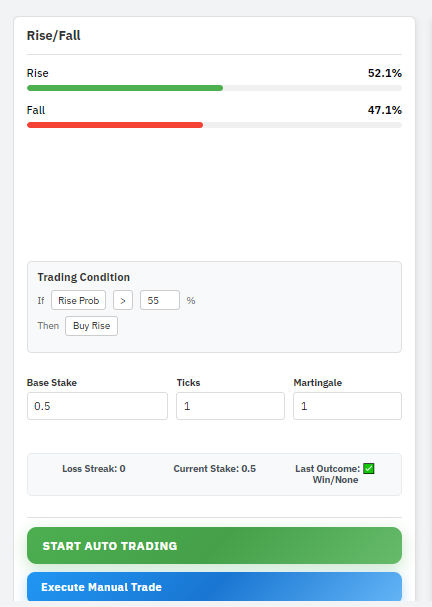 Rise/Fall
Rise 52.1%
Fall 47.1%
Trading Condition
If Rise Prob > 55 %
Then Buy Rise
Base Stake Ticks Martingale
0.5 1 1
Loss Streak: 0 Current Stake: 0.5 Last Outcome: ✅
Win/None
START AUTO TRADING
Execute Manual Trade